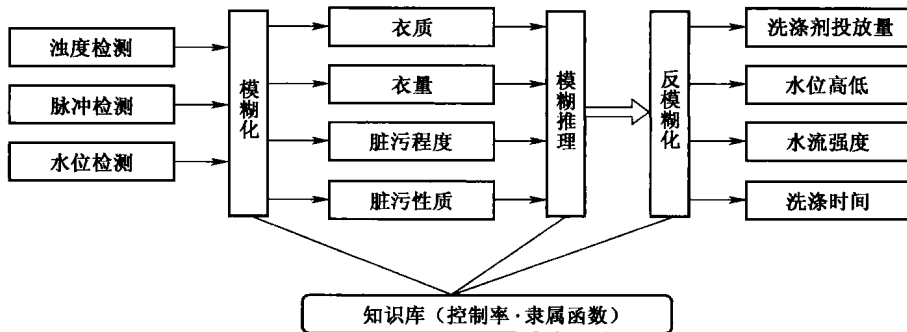 浊度检测
脉冲检测
水位检测
模糊化
衣质
衣量
脏污程度
脏污性质
模糊推理
反模糊化
洗涤剂投放量
水位高低
水流强度
洗涤时间
知识库（控制率·隶属函数）